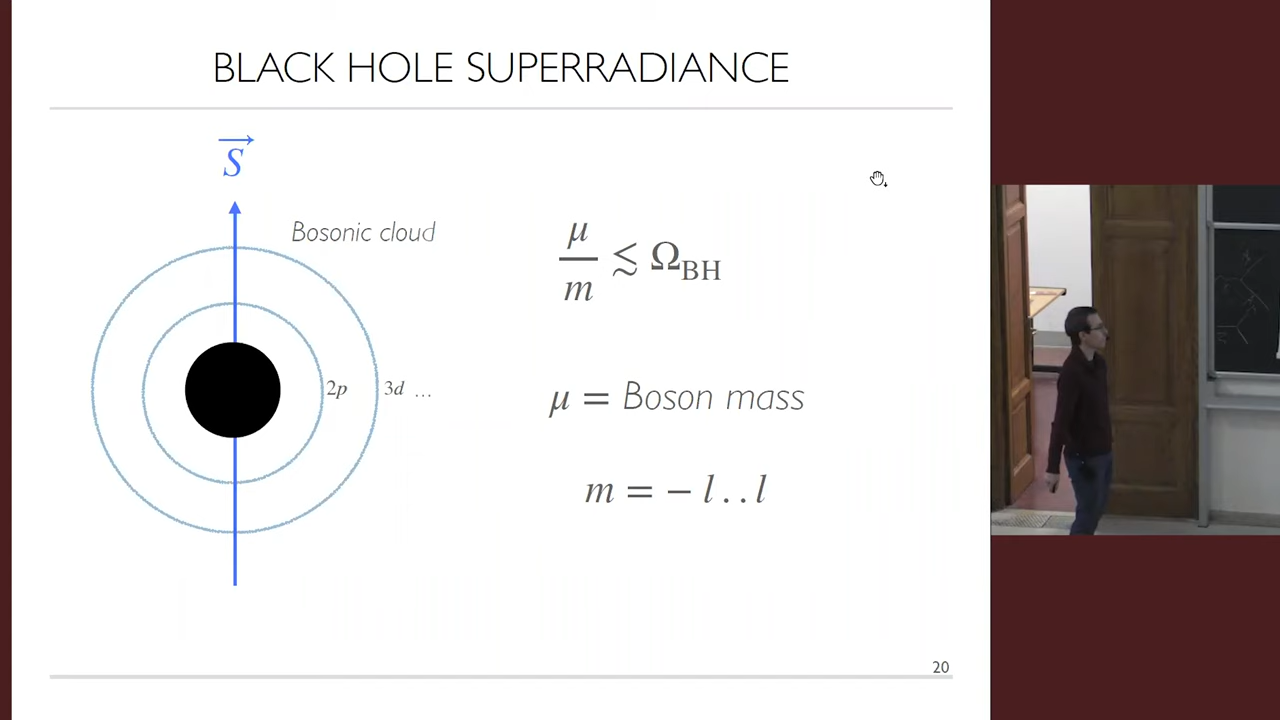 BLACK HOLE SUPERRADIANCE
S
Bosonic cloud
μ/m ≲ Ω_BH
2p 3d ...
μ = Boson mass
m = − l . . l
20